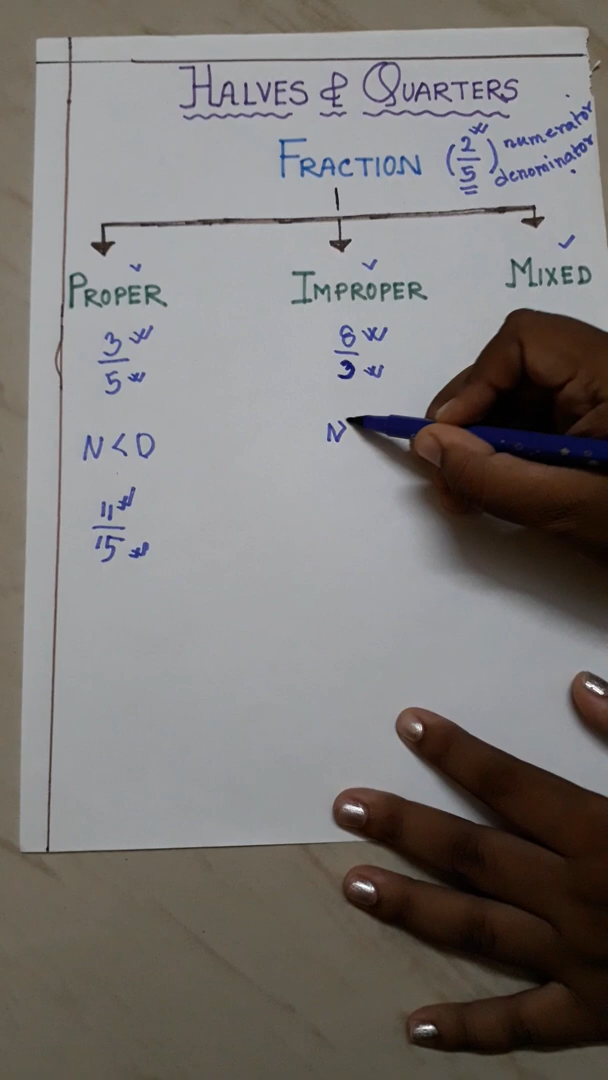 HALVES & QUARTERS
FRACTION (2/5) numerator
denominator
PROPER IMPROPER MIXED
3/5
8/3
N < D
N
11/15